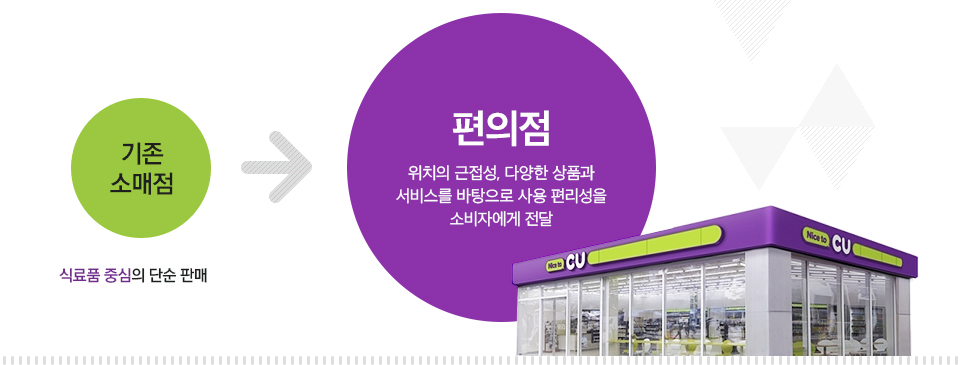 기존
소매점
식료품 중심의 단순 판매
편의점
위치의 근접성, 다양한 상품과
서비스를 바탕으로 사용 편리성을
소비자에게 전달
Nice to CU
Nice to CU